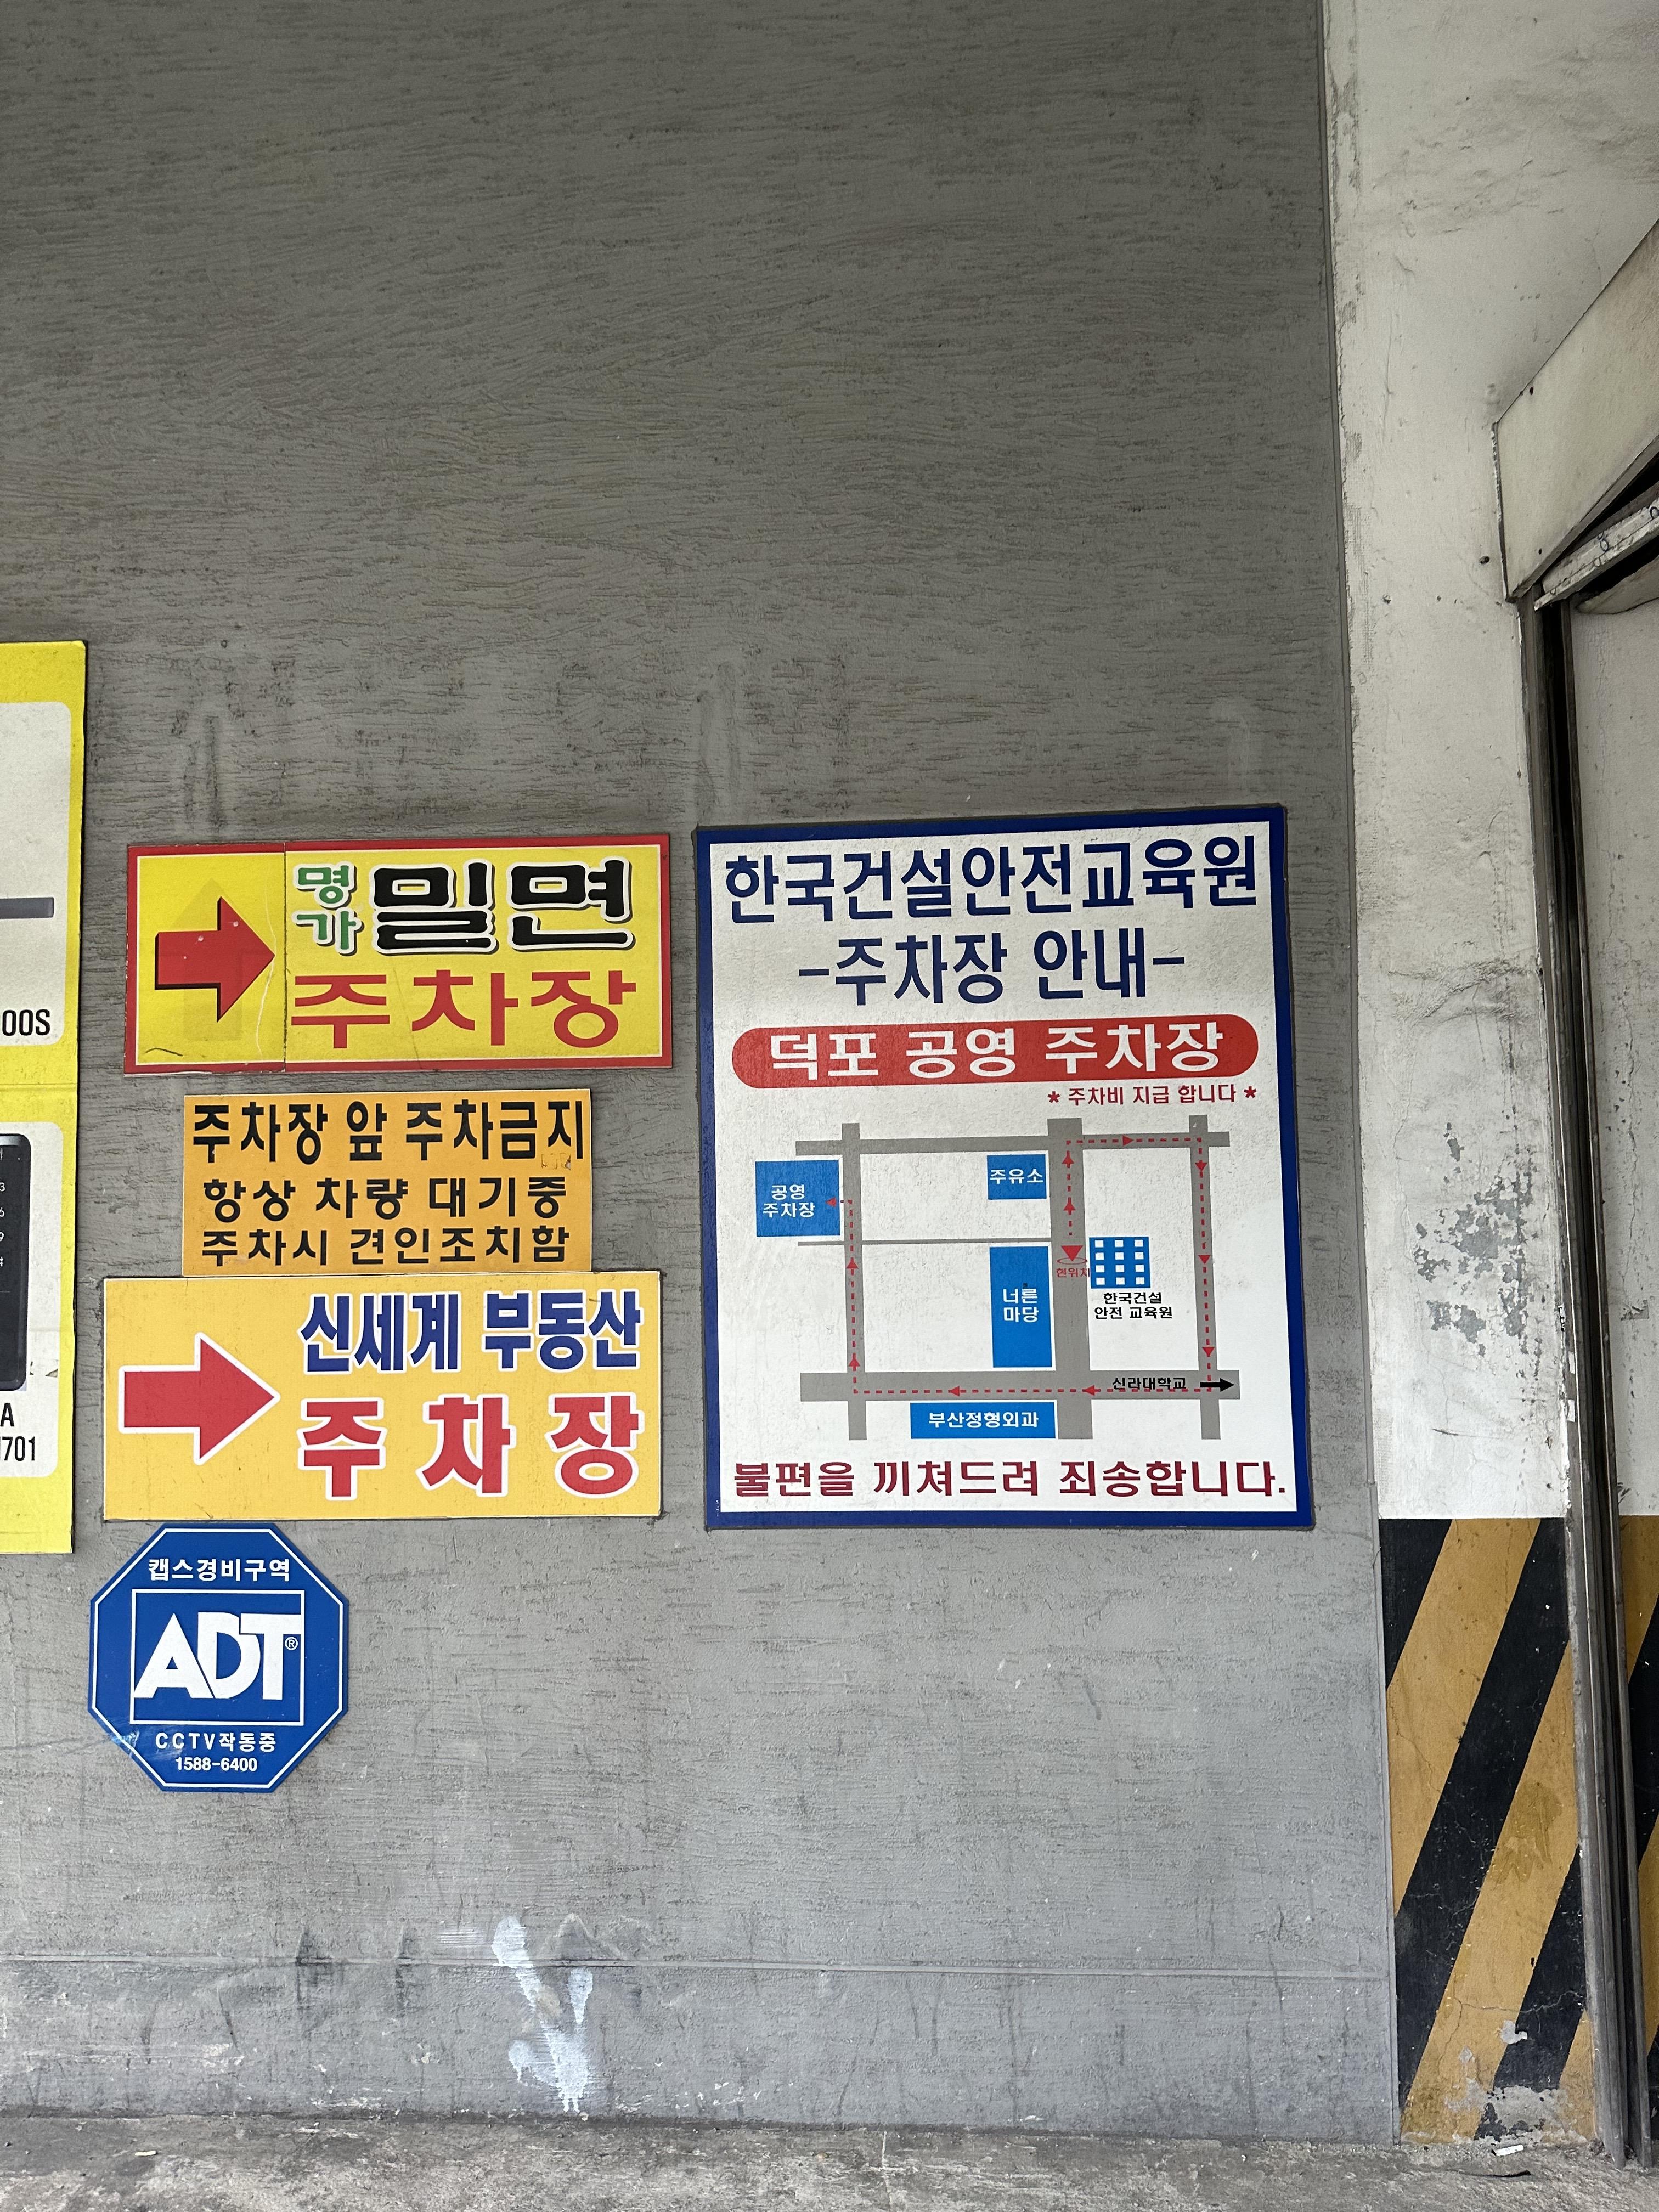 00S
3
6
9
#
A
701
명가 밀면
주차장
주차장 앞 주차금지
항상 차량 대기중
주차시 견인조치함
신세계 부동산
주차장
캡스경비구역
ADT®
CCTV작동중
1588-6400
한국건설안전교육원
-주차장 안내-
덕포 공영 주차장
* 주차비 지급 합니다 *
공영
주차장
주유소
현위치
너른
마당
한국건설
안전 교육원
신라대학교
부산정형외과
불편을 끼쳐드려 죄송합니다.